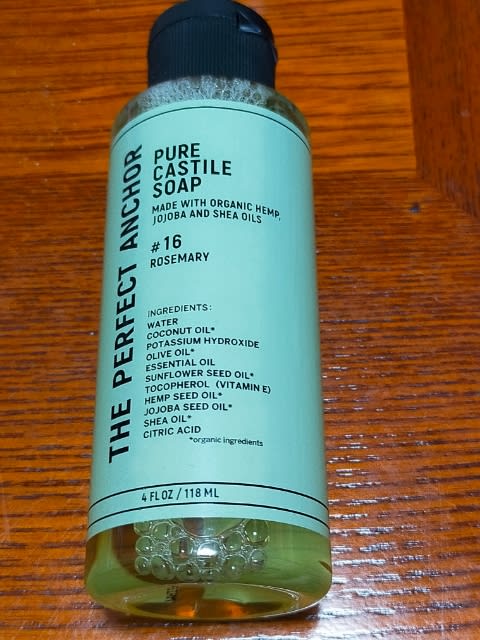 THE PERFECT ANCHOR
PURE
CASTILE
SOAP
MADE WITH ORGANIC HEMP,
JOJOBA AND SHEA OILS
#16
ROSEMARY
INGREDIENTS:
WATER
COCONUT OIL*
POTASSIUM HYDROXIDE
OLIVE OIL*
ESSENTIAL OIL
SUNFLOWER SEED OIL*
TOCOPHEROL (VITAMIN E)
HEMP SEED OIL*
JOJOBA SEED OIL*
SHEA OIL*
CITRIC ACID
*organic ingredients
4 FL OZ / 118 ML